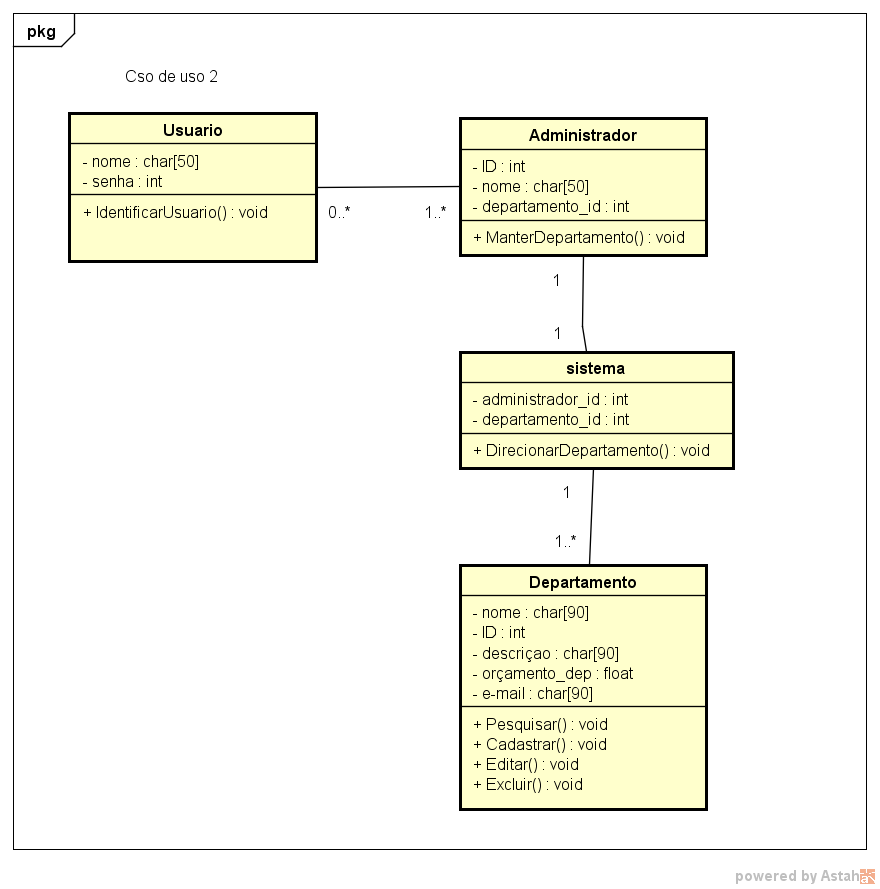 pkg
Cso de uso 2
Usuario
- nome : char[50]
- senha : int
+ IdentificarUsuario() : void
0..*
1..*
Administrador
- ID : int
- nome : char[50]
- departamento_id : int
+ ManterDepartamento() : void
1
1
sistema
- administrador_id : int
- departamento_id : int
+ DirecionarDepartamento() : void
1
1..*
Departamento
- nome : char[90]
- ID : int
- descriçao : char[90]
- orçamento_dep : float
- e-mail : char[90]
+ Pesquisar() : void
+ Cadastrar() : void
+ Editar() : void
+ Excluir() : void
powered by Astah